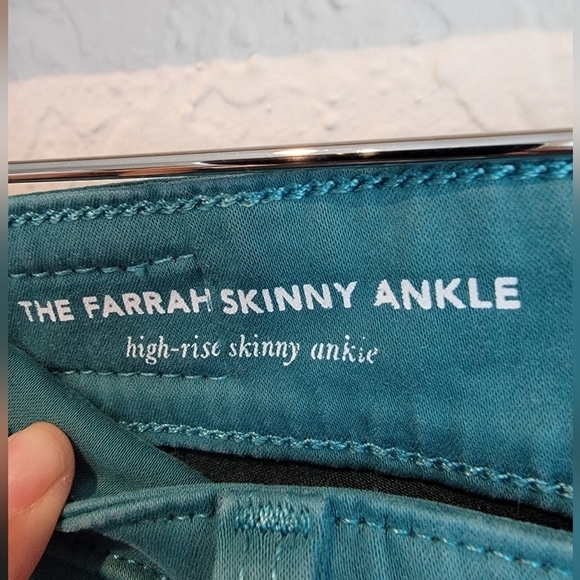 THE FARRAH SKINNY ANKLE
high-rise skinny ankle